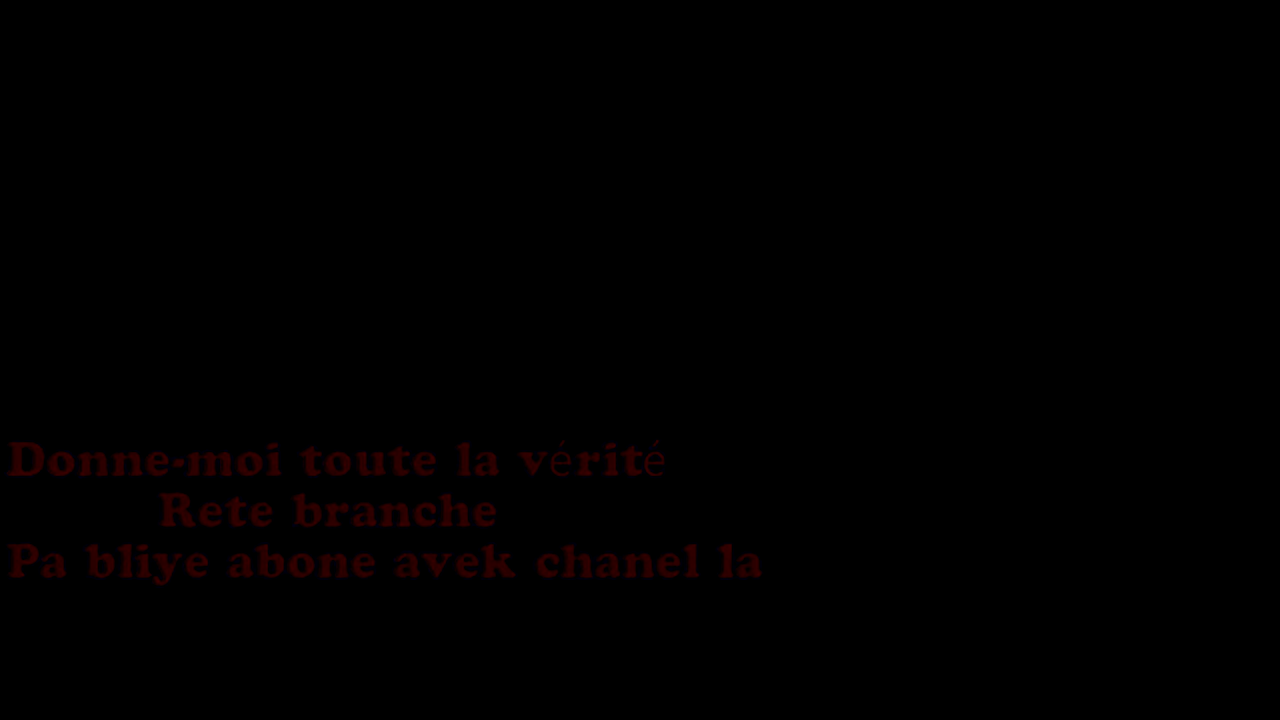 Donne-moi toute la vérité
Rete branche
Pa bliye abone avek chanel la